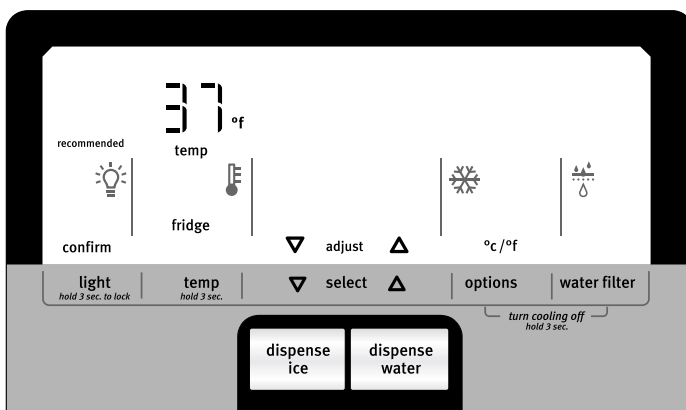 37 °f
recommended
temp
fridge
confirm
adjust
°c/°f
light
hold 3 sec. to lock
temp
hold 3 sec.
select
options
water filter
turn cooling off
hold 3 sec.
dispense
ice
dispense
water